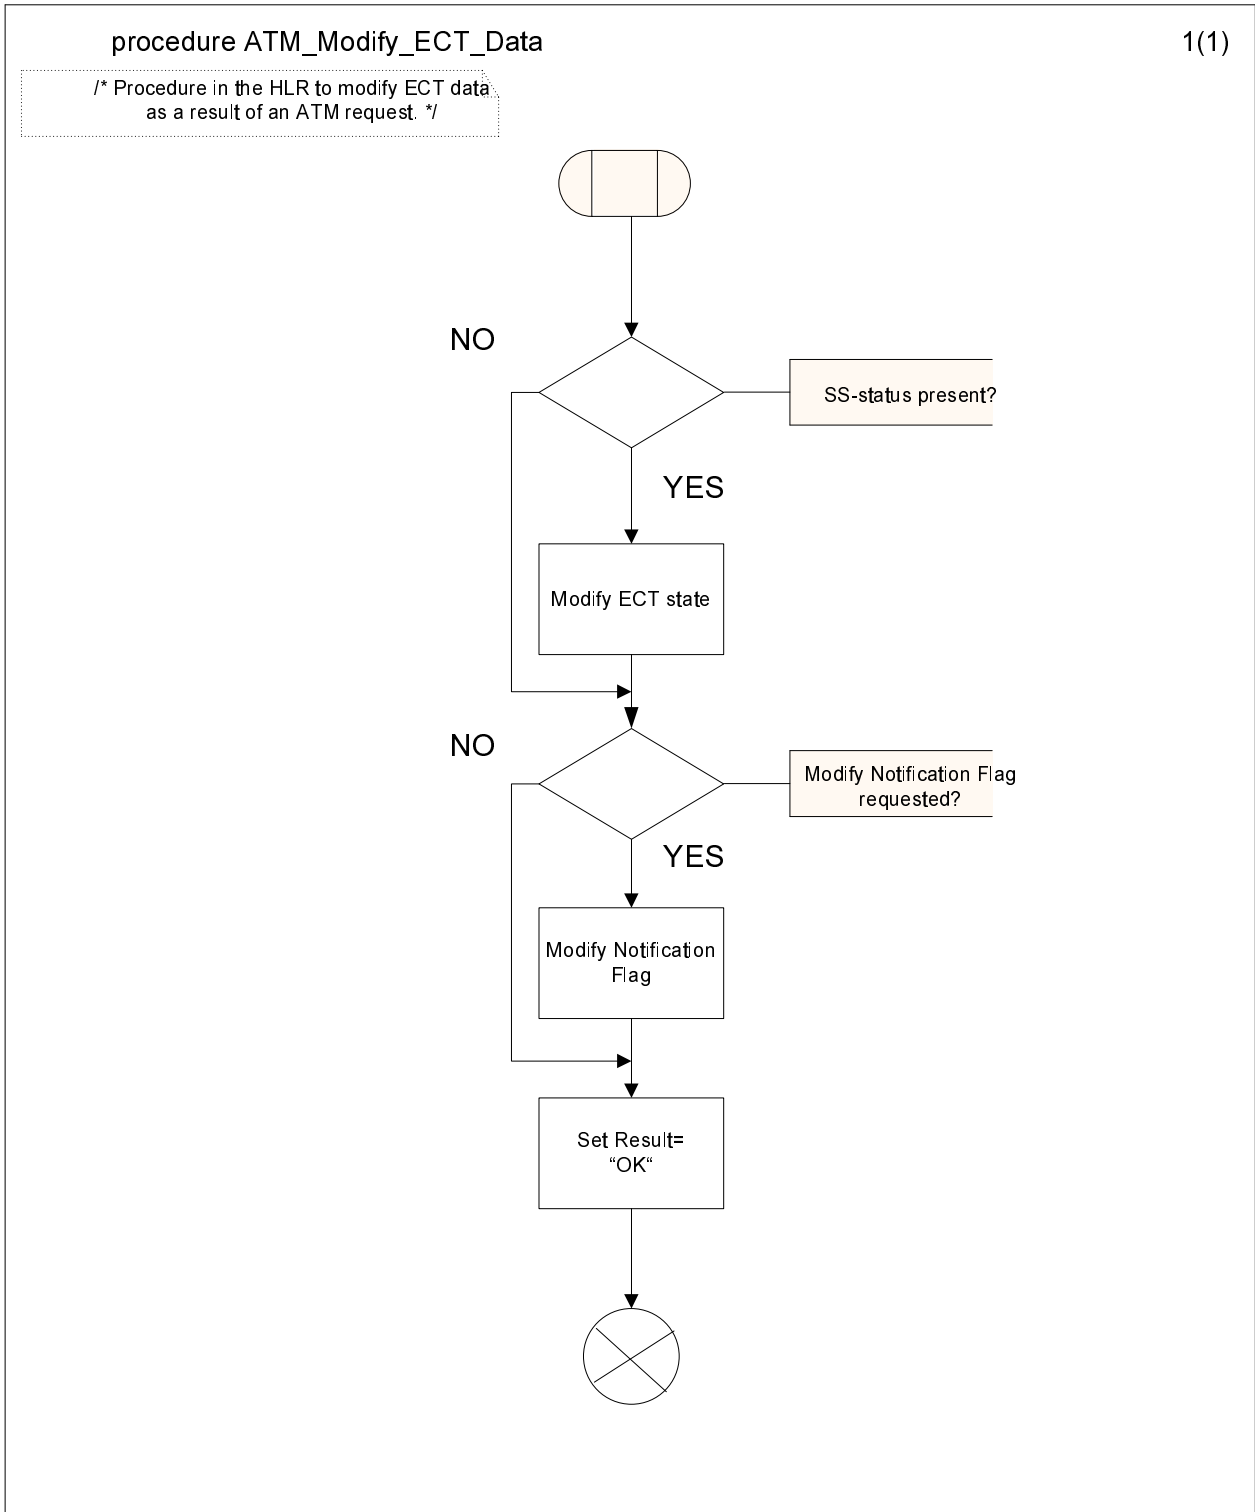 procedure ATM_Modify_ECT_Data
1(1)
/* Procedure in the HLR to modify ECT data
as a result of an ATM request. */
NO
SS-status present?
YES
Modify ECT state
NO
Modify Notification Flag
requested?
YES
Modify Notification
Flag
Set Result=
“OK“